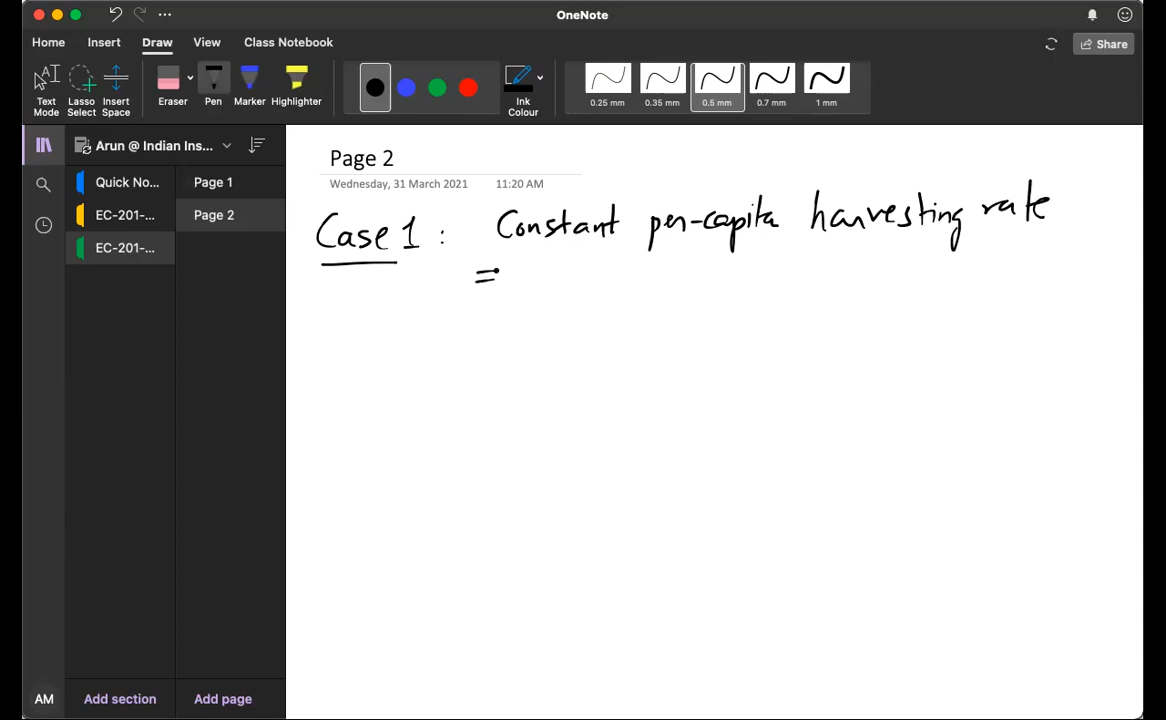 OneNote
Home Insert Draw View Class Notebook
Share
Text Mode
Lasso Select
Insert Space
Eraser
Pen
Marker
Highlighter
Ink Colour
0.25 mm 0.35 mm 0.5 mm 0.7 mm 1 mm
Arun @ Indian Ins...
Quick No...
EC-201-...
EC-201-...
Page 1
Page 2
Page 2
Wednesday, 31 March 2021 11:20 AM
Case 1 : Constant per-capita harvesting rate
=
AM
Add section
Add page